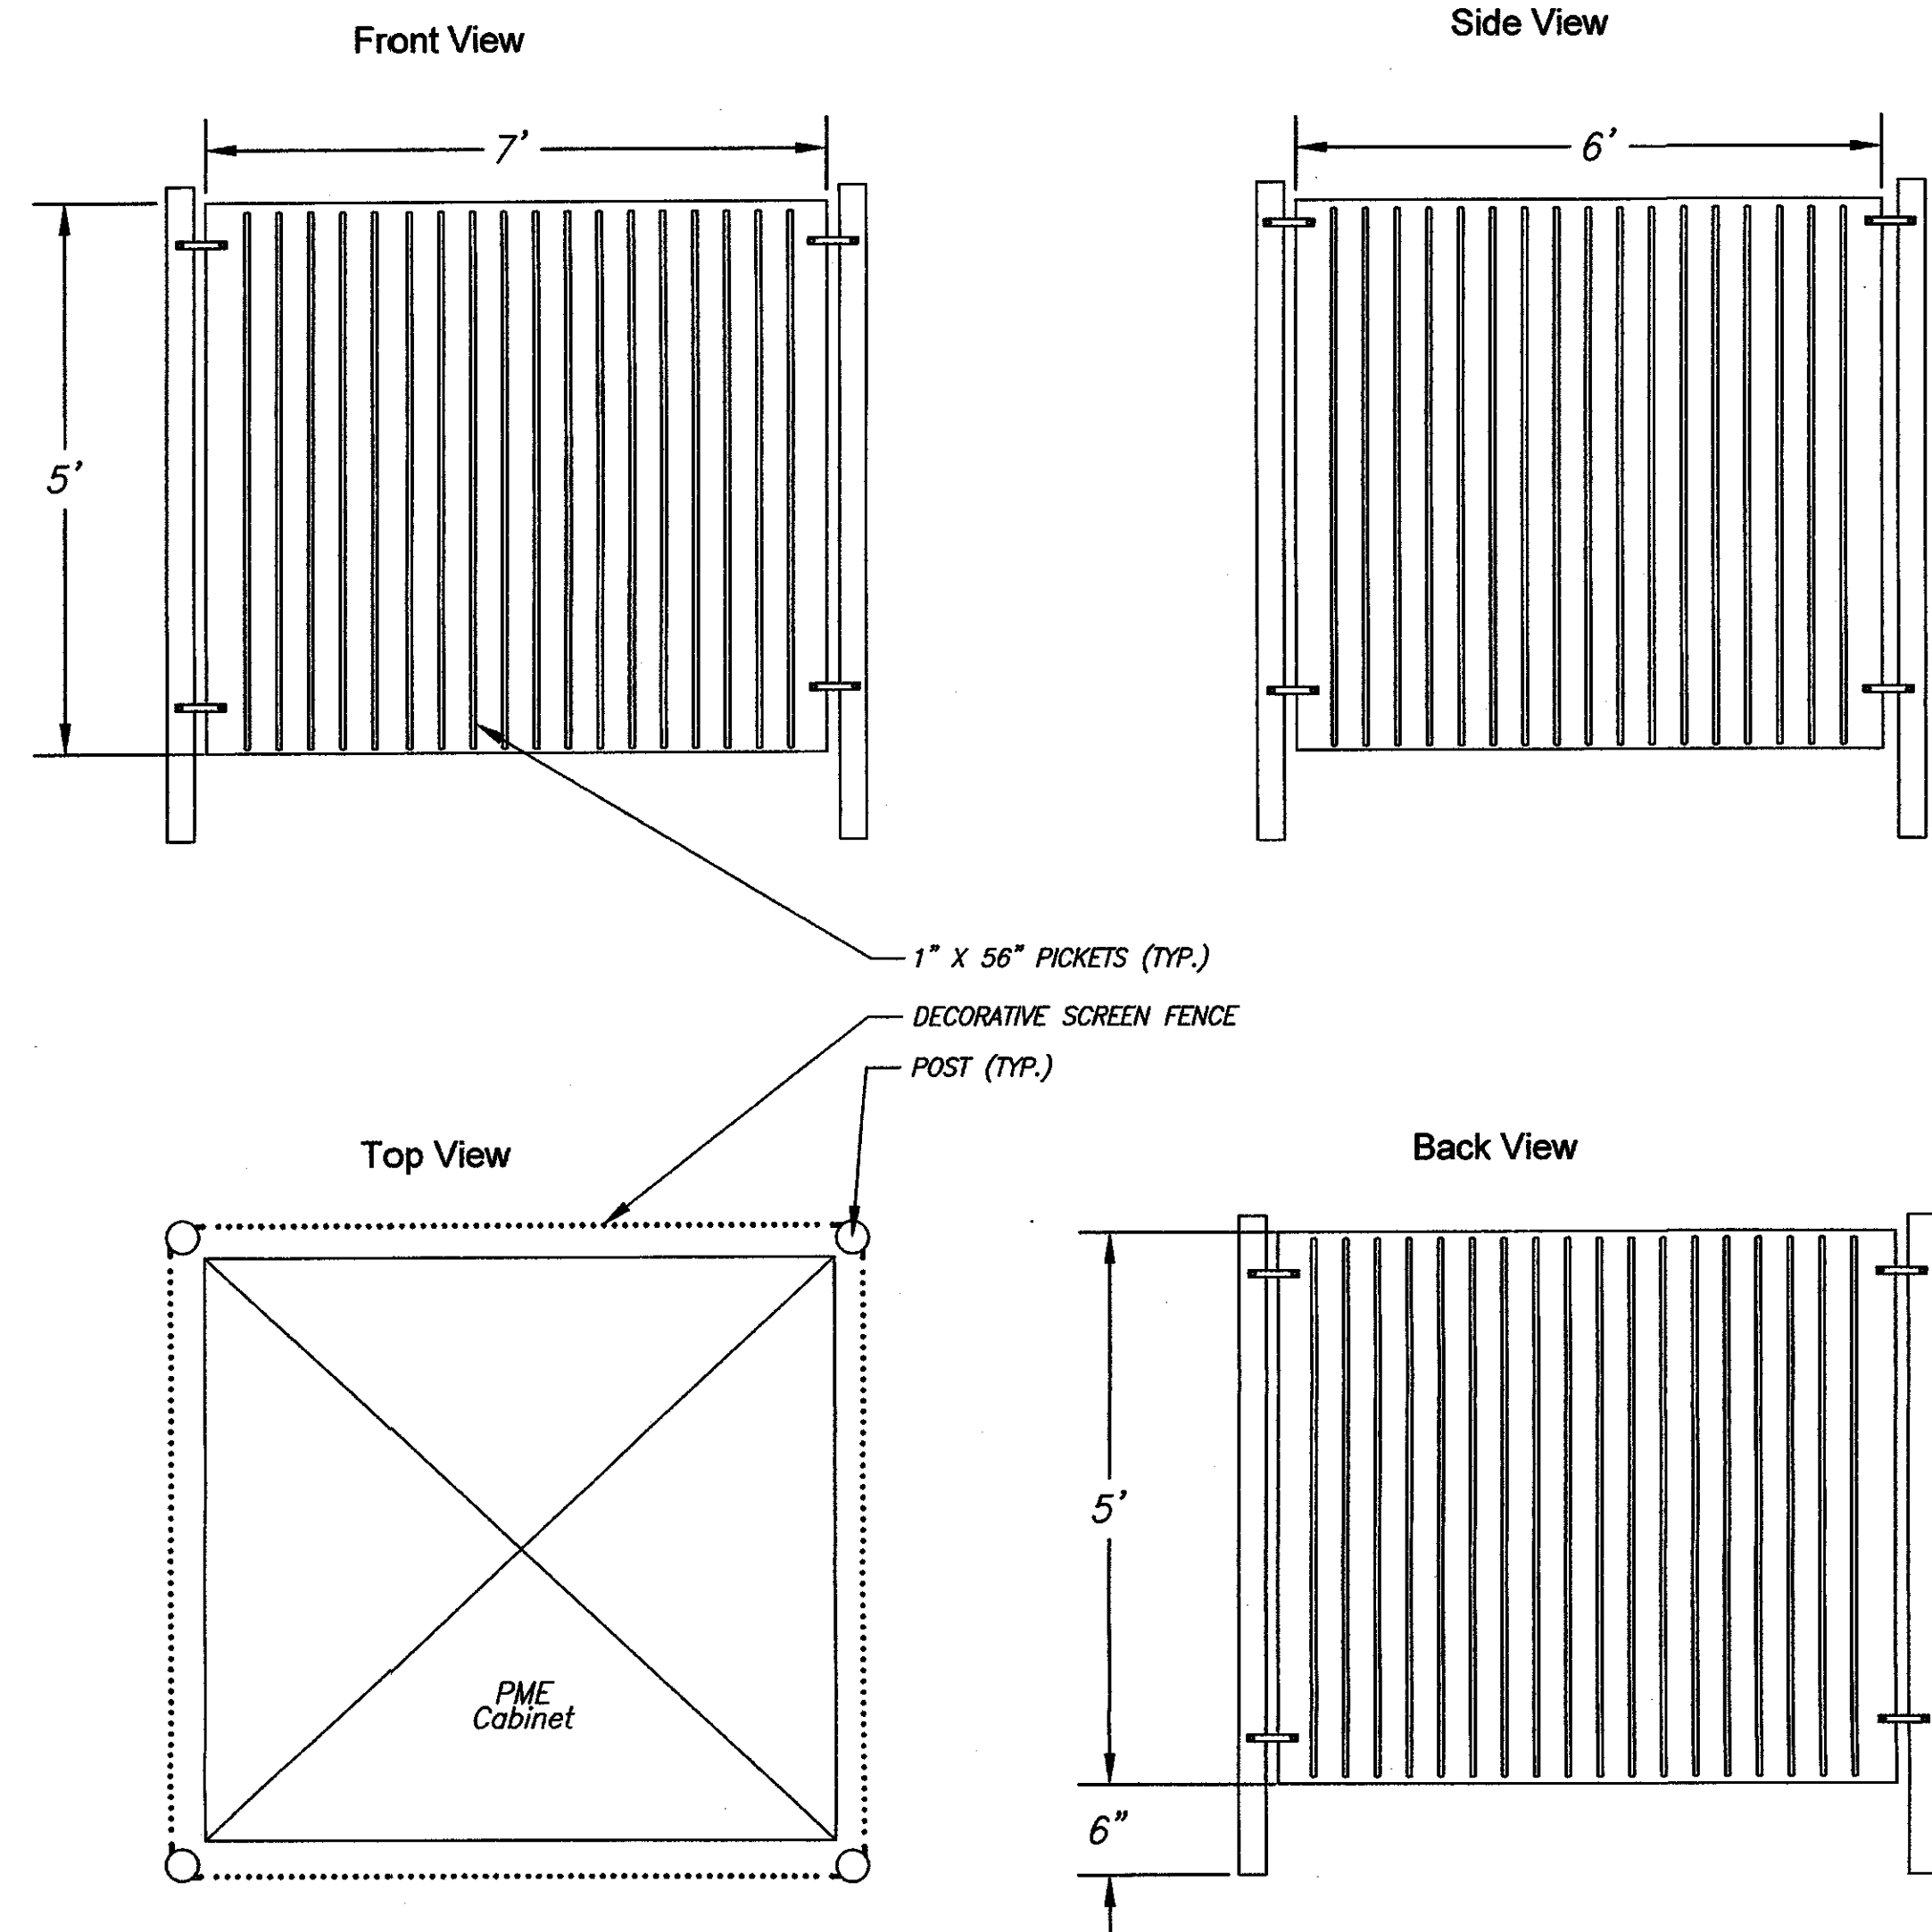 Front View
Side View
7’
6’
5’
1” X 56” PICKETS (TYP.)
DECORATIVE SCREEN FENCE
POST (TYP.)
Top View
Back View
5’
PME
Cabinet
6”